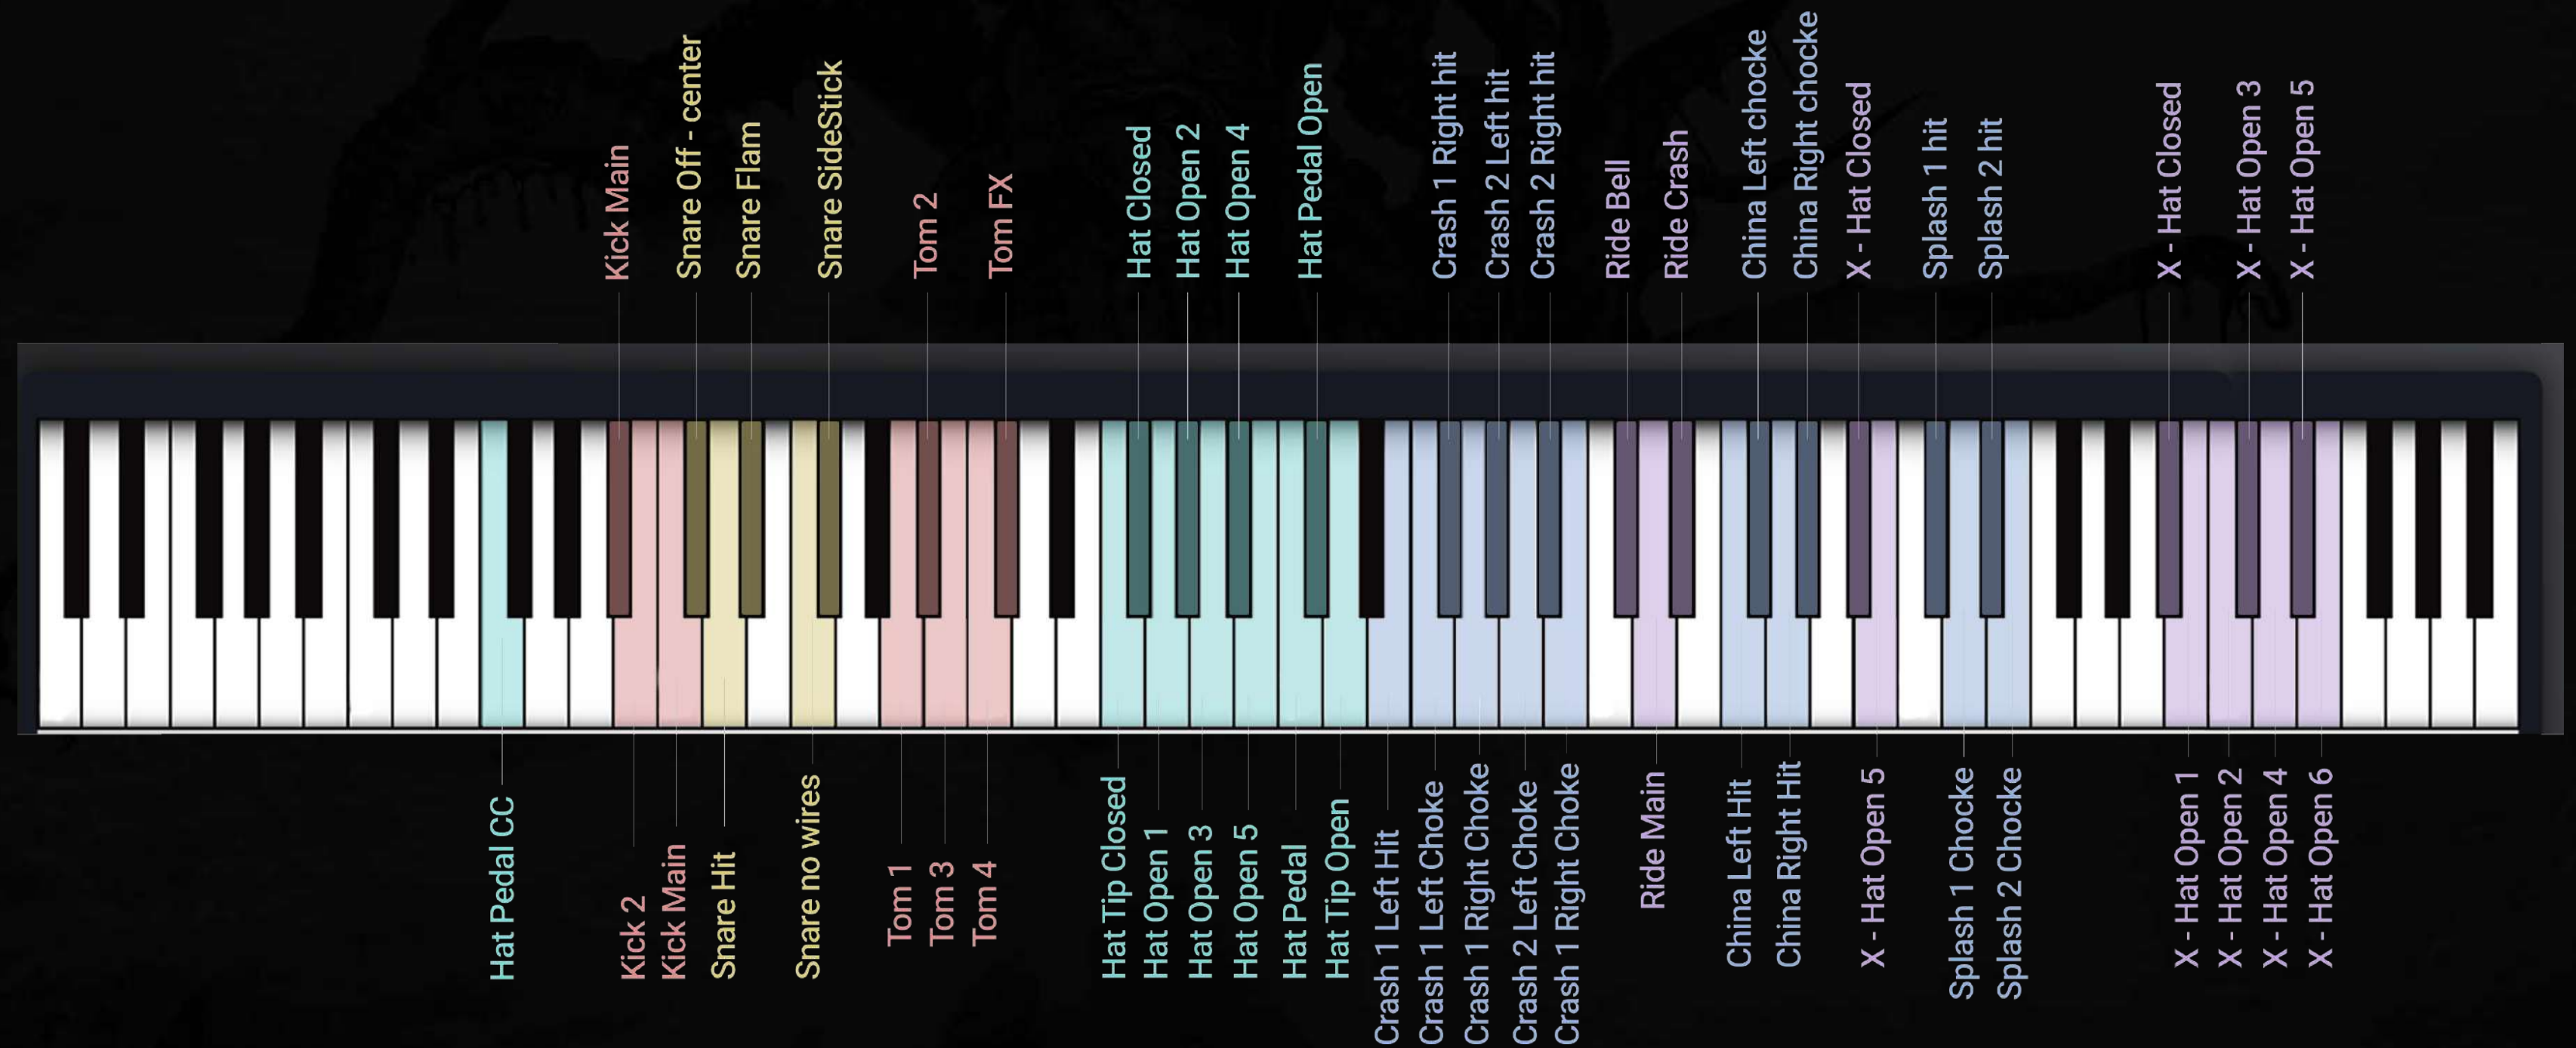 Kick Main
Snare Off - center
Snare Flam
Snare SideStick
Tom 2
Tom FX
Hat Closed
Hat Open 2
Hat Open 4
Hat Pedal Open
Crash 1 Right hit
Crash 2 Left hit
Crash 2 Right hit
Ride Bell
Ride Crash
China Left chocke
China Right chocke
X - Hat Closed
Splash 1 hit
Splash 2 hit
X - Hat Closed
X - Hat Open 3
X - Hat Open 5
Hat Pedal CC
Kick 2
Kick Main
Snare Hit
Snare no wires
Tom 1
Tom 3
Tom 4
Hat Tip Closed
Hat Open 1
Hat Open 3
Hat Open 5
Hat Pedal
Hat Tip Open
Crash 1 Left Hit
Crash 1 Left Choke
Crash 1 Right Choke
Crash 2 Left Choke
Crash 1 Right Choke
Ride Main
China Left Hit
China Right Hit
X - Hat Open 5
Splash 1 Chocke
Splash 2 Chocke
X - Hat Open 1
X - Hat Open 2
X - Hat Open 4
X - Hat Open 6